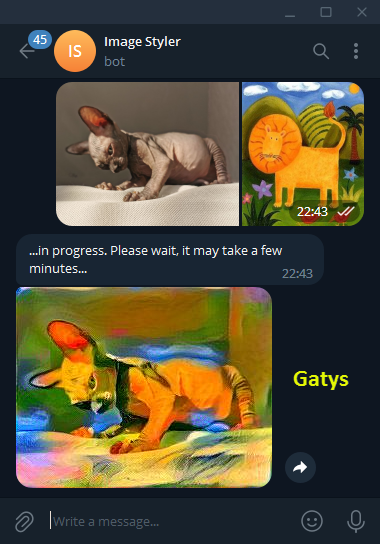 45
IS
Image Styler
bot
22:43
...in progress. Please wait, it may take a few
minutes...
22:43
Gatys
Write a message...